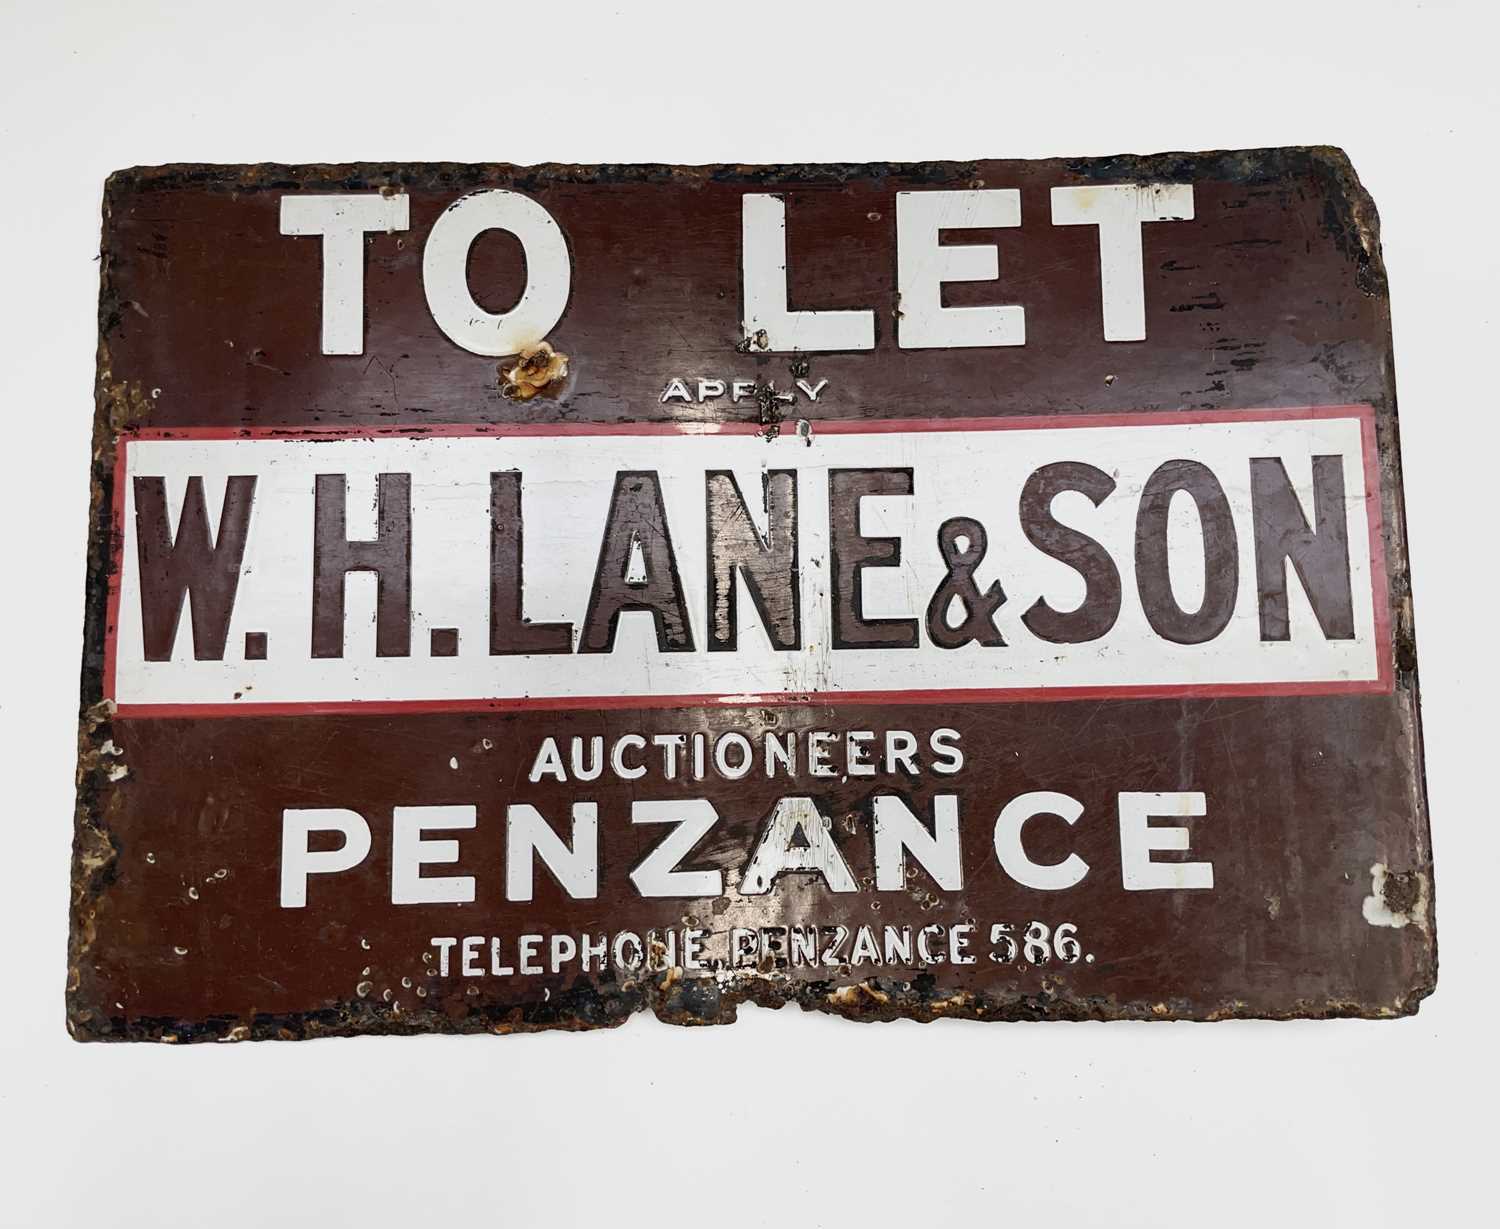 TO LET
APPLY
W. H. LANE & SON
AUCTIONEERS
PENZANCE
TELEPHONE, PENZANCE 586.